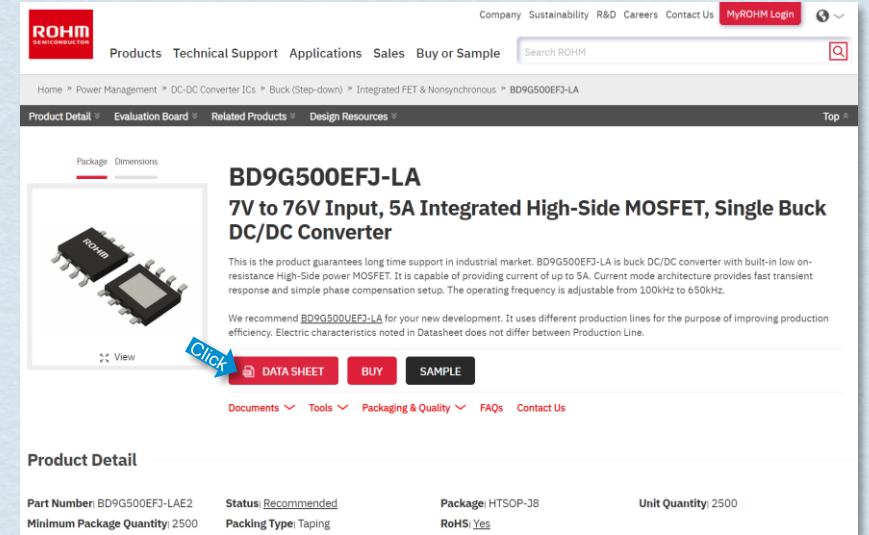 Company Sustainability R&D Careers Contact Us MyROHM Login
ROHM
SEMICONDUCTOR
Products Technical Support Applications Sales Buy or Sample Search ROHM
Home » Power Management » DC-DC Converter ICs » Buck (Step-down) » Integrated FET & Nonsynchronous » BD9G500EFJ-LA
Product Detail Evaluation Board Related Products Design Resources Top
Package Dimensions
BD9G500EFJ-LA
7V to 76V Input, 5A Integrated High-Side MOSFET, Single Buck
DC/DC Converter
This is the product guarantees long time support in industrial market. BD9G500EFJ-LA is buck DC/DC converter with built-in low on-
resistance High-Side power MOSFET. It is capable of providing current of up to 5A. Current mode architecture provides fast transient
response and simple phase compensation setup. The operating frequency is adjustable from 100kHz to 650kHz.
We recommend BD9G500UEFJ-LA for your new development. It uses different production lines for the purpose of improving production
efficiency. Electric characteristics noted in Datasheet does not differ between Production Line.
ROHM
View
Click
DATA SHEET BUY SAMPLE
Documents Tools Packaging & Quality FAQs Contact Us
Product Detail
Part Number| BD9G500EFJ-LAE2 Status| Recommended Package| HTSOP-J8 Unit Quantity| 2500
Minimum Package Quantity| 2500 Packing Type| Taping RoHS| Yes